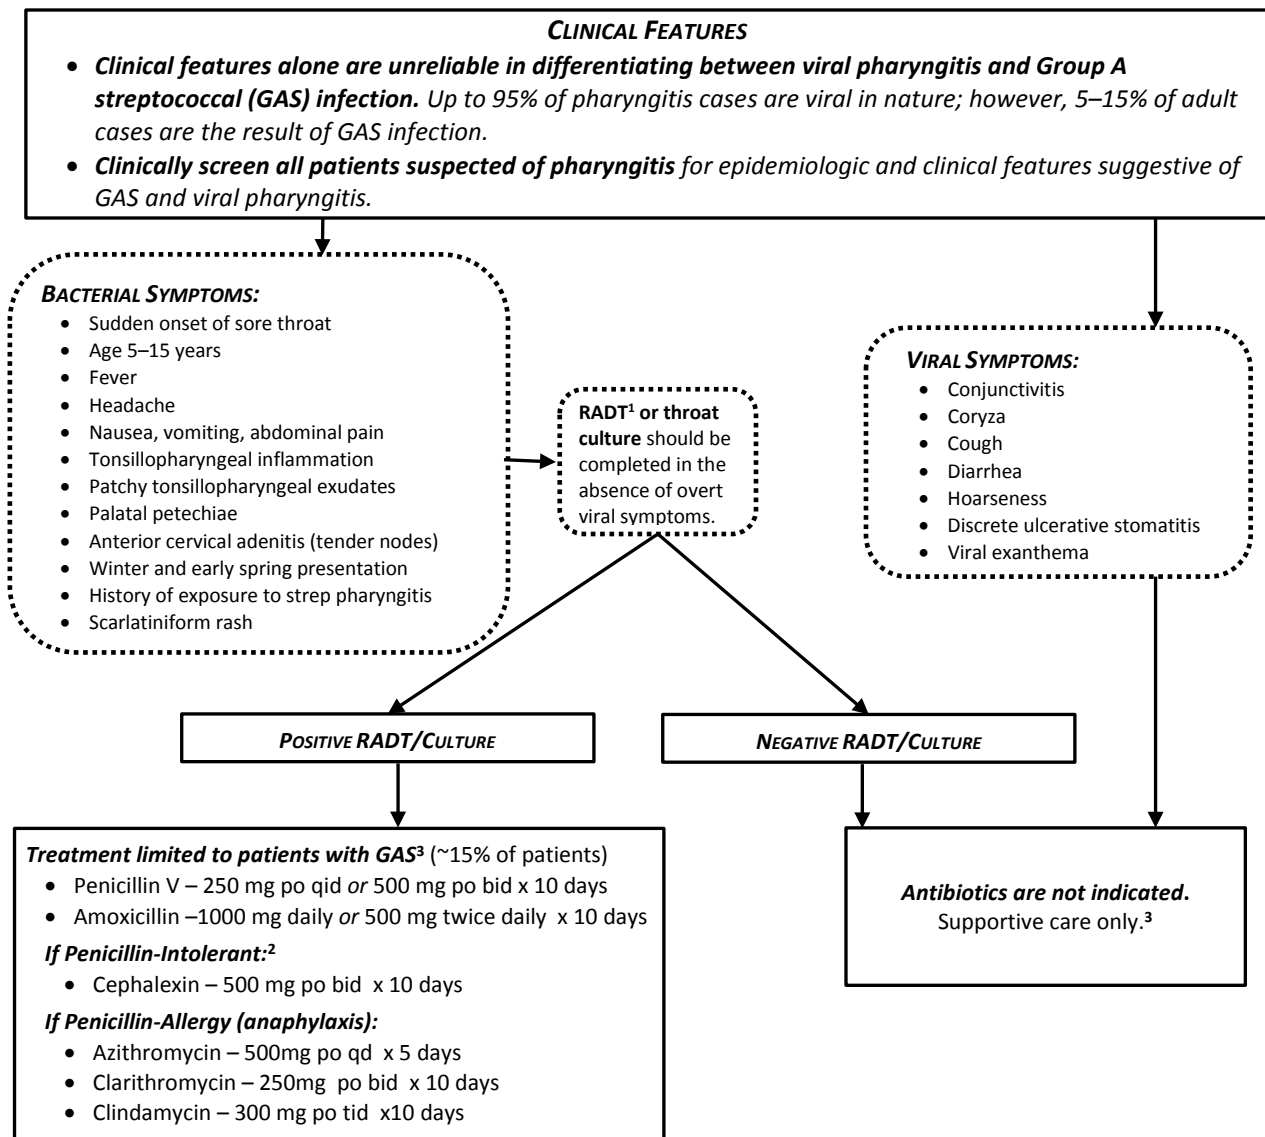 CLINICAL FEATURES
• Clinical features alone are unreliable in differentiating between viral pharyngitis and Group A
streptococcal (GAS) infection. Up to 95% of pharyngitis cases are viral in nature; however, 5–15% of adult
cases are the result of GAS infection.
• Clinically screen all patients suspected of pharyngitis for epidemiologic and clinical features suggestive of
GAS and viral pharyngitis.
BACTERIAL SYMPTOMS:
• Sudden onset of sore throat
• Age 5–15 years
• Fever
• Headache
• Nausea, vomiting, abdominal pain
• Tonsillopharyngeal inflammation
• Patchy tonsillopharyngeal exudates
• Palatal petechiae
• Anterior cervical adenitis (tender nodes)
• Winter and early spring presentation
• History of exposure to strep pharyngitis
• Scarlatiniform rash
RADT¹ or throat
culture should be
completed in the
absence of overt
viral symptoms.
VIRAL SYMPTOMS:
• Conjunctivitis
• Coryza
• Cough
• Diarrhea
• Hoarseness
• Discrete ulcerative stomatitis
• Viral exanthema
POSITIVE RADT/CULTURE
NEGATIVE RADT/CULTURE
Treatment limited to patients with GAS³ (~15% of patients)
• Penicillin V – 250 mg po qid or 500 mg po bid x 10 days
• Amoxicillin –1000 mg daily or 500 mg twice daily x 10 days
If Penicillin-Intolerant:²
• Cephalexin – 500 mg po bid x 10 days
If Penicillin-Allergy (anaphylaxis):
• Azithromycin – 500mg po qd x 5 days
• Clarithromycin – 250mg po bid x 10 days
• Clindamycin – 300 mg po tid x10 days
Antibiotics are not indicated.
Supportive care only.³